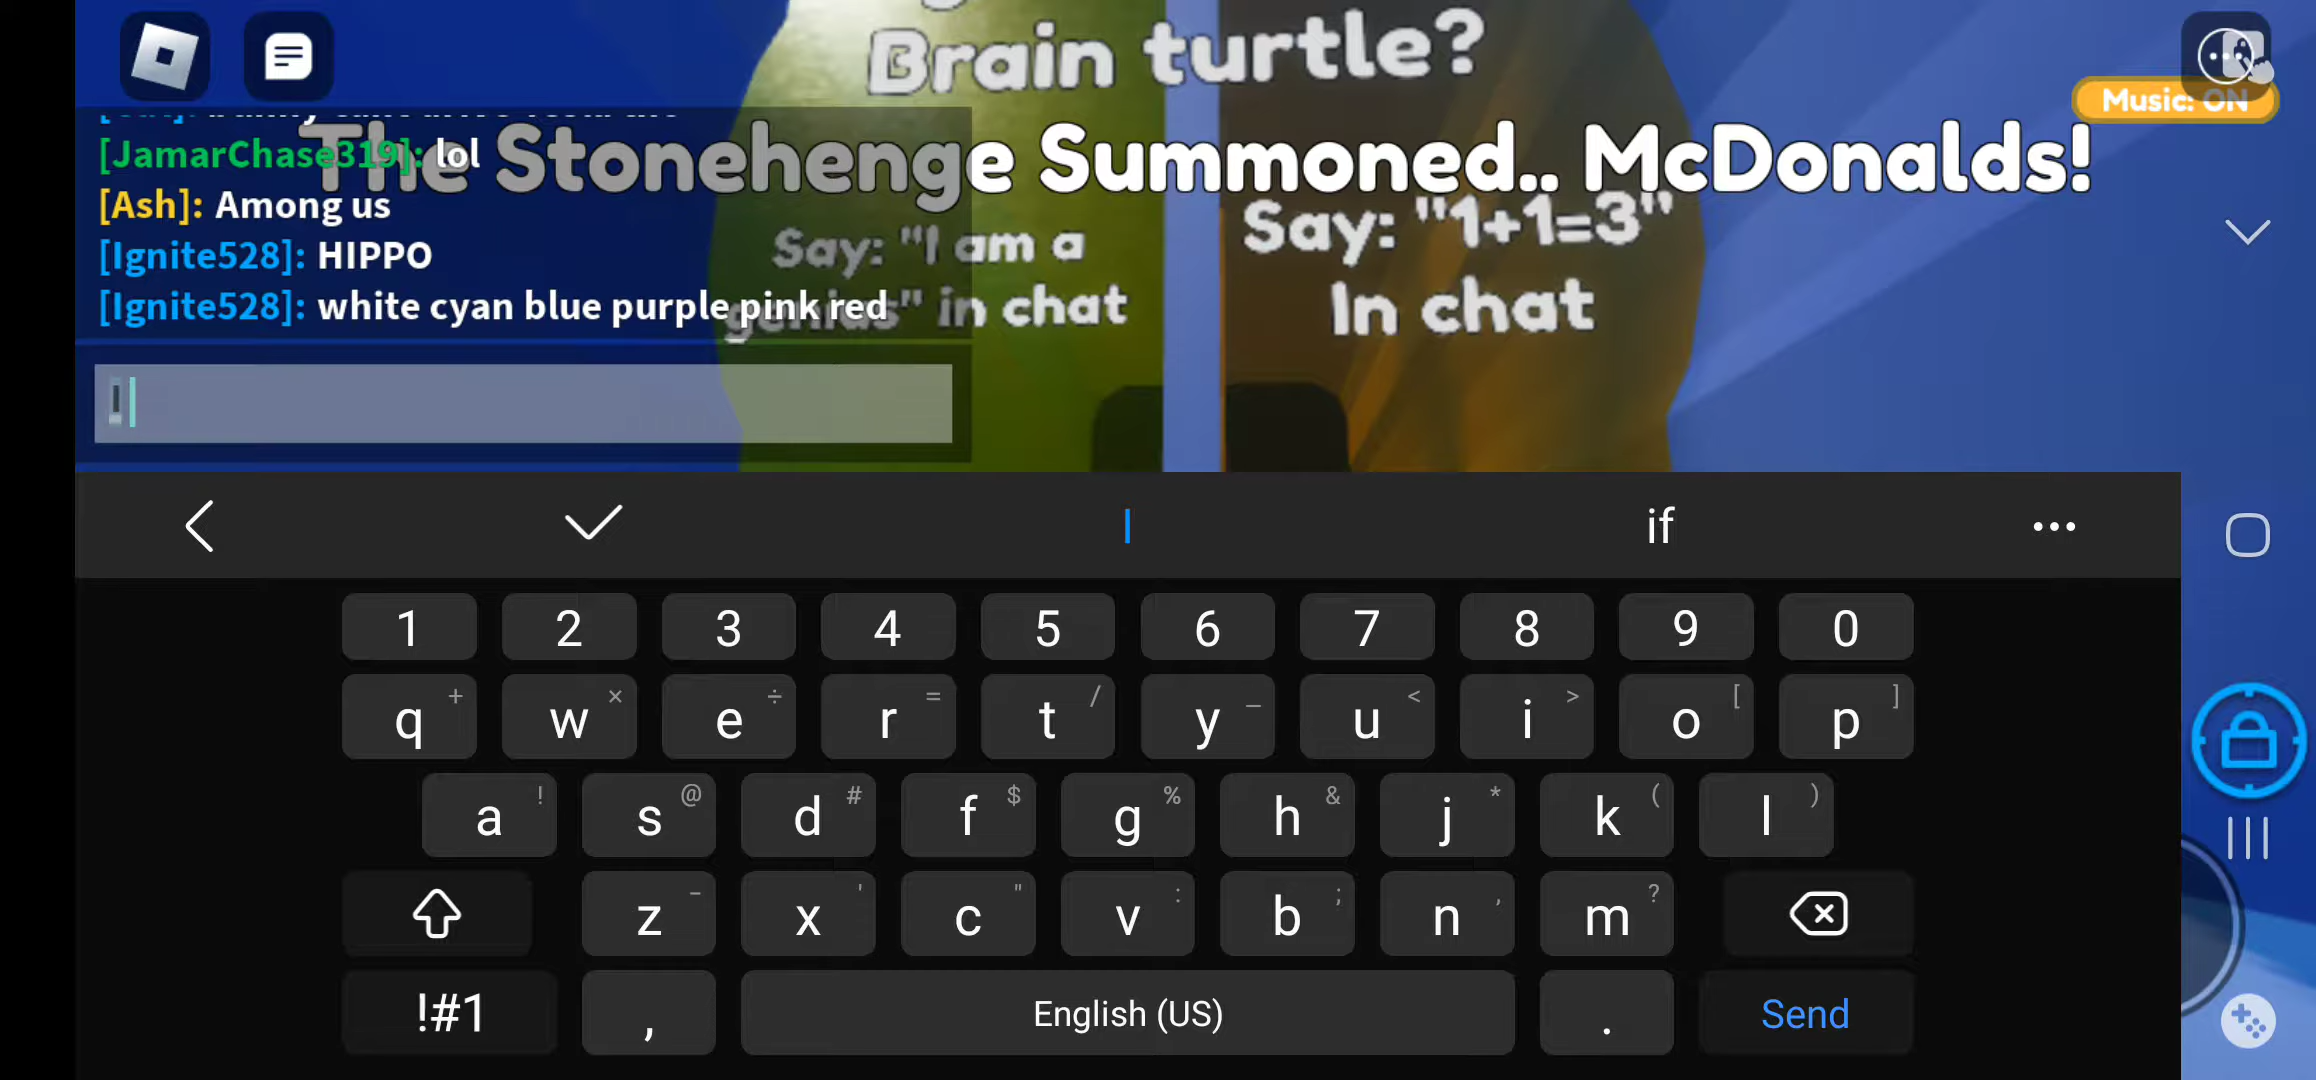 Brain turtle?
Music: ON
The Stonehenge Summoned.. McDonalds!
[JamarChase319]: lol
[Ash]: Among us
[Ignite528]: HIPPO
[Ignite528]: white cyan blue purple pink red
Say: "I am a
genius" in chat
Say: "1+1=3"
In chat
I
I if
1 2 3 4 5 6 7 8 9 0
q + w × e ÷ r = t / y _ u < i > o [ p ]
a ! s @ d # f $ g % h & j * k ( l )
z - x ' c " v : b ; n , m ?
!#1 , English (US) . Send